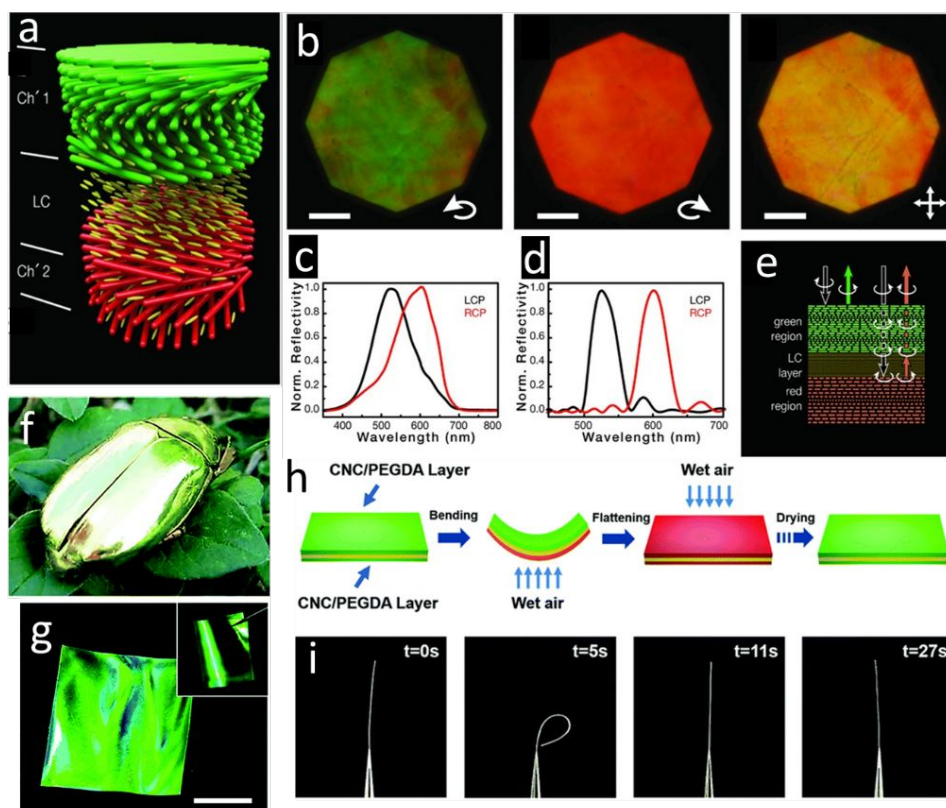 a
Ch´1
LC
Ch´2
b
c
Norm. Reflectivity
1.0
0.8
0.6
0.4
0.2
0.0
LCP
RCP
400
500
600
700
800
Wavelength (nm)
d
Norm. Reflectivity
1.0
0.8
0.6
0.4
0.2
0.0
LCP
RCP
500
600
700
Wavelength (nm)
e
green
region
LC
layer
red
region
f
g
h
CNC/PEGDA Layer
CNC/PEGDA Layer
Bending
Wet air
Flattening
Wet air
Drying
i
t=0s
t=5s
t=11s
t=27s